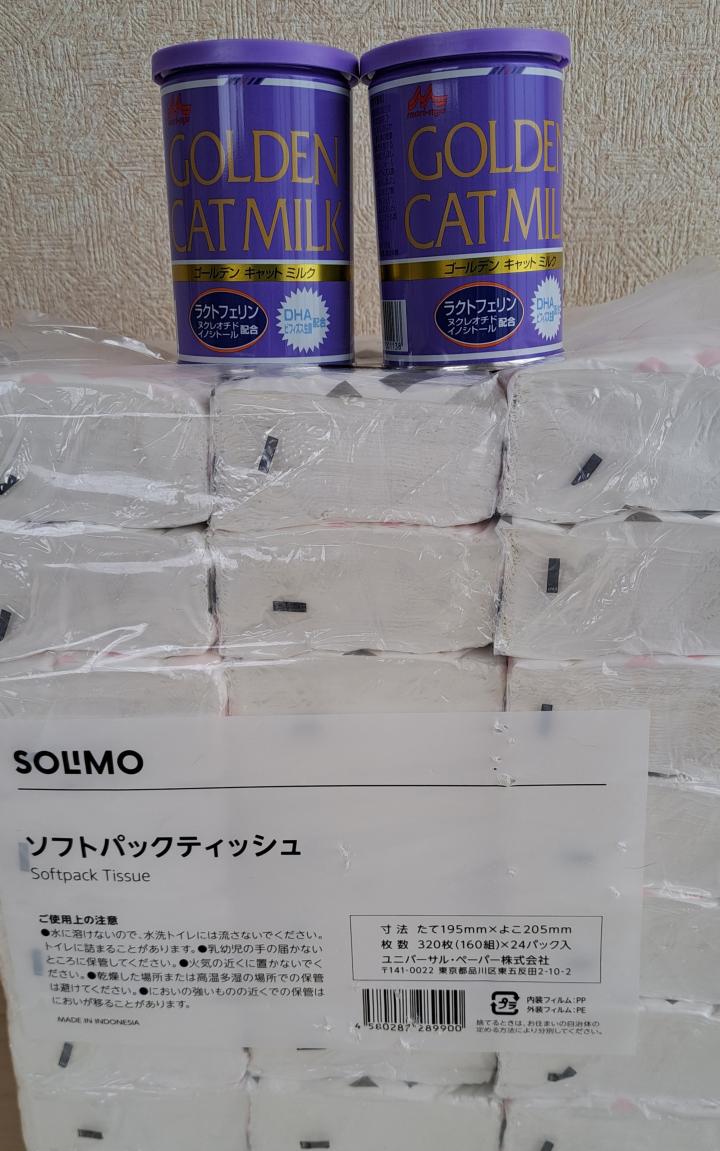 mori-nyu
GOLDEN
CAT MILK
ゴールデン キャット ミルク
ラクトフェリン
ヌクレオチド
イノシトール
配合
DHA
ビフィズス菌
配合
GOLDEN
CAT MIL
ゴールデン キャット ミルク
ラクトフェリン
ヌクレオチド
イノシトール
配合
DHA
SOLIMO
ソフトパックティッシュ
Softpack Tissue
ご使用上の注意
●水に溶けないので、水洗トイレには流さないでください。
トイレに詰まることがあります。●乳幼児の手の届かない
ところに保管してください。●火気の近くに置かないでく
ださい。●乾燥した場所または高温多湿の場所での保管
は避けてください。●においの強いものの近くでの保管は
においが移ることがあります。
MADE IN INDONESIA
寸 法 たて195mm×よこ205mm
枚 数 320枚(160組)×24パック入
ユニバーサル・ペーパー株式会社
〒141-0022 東京都品川区東五反田2-10-2
4 580287 289900
プラ
内装フィルム:PP
外装フィルム:PE
捨てるときは、お住まいの自治体の
定める方法により分別してください。